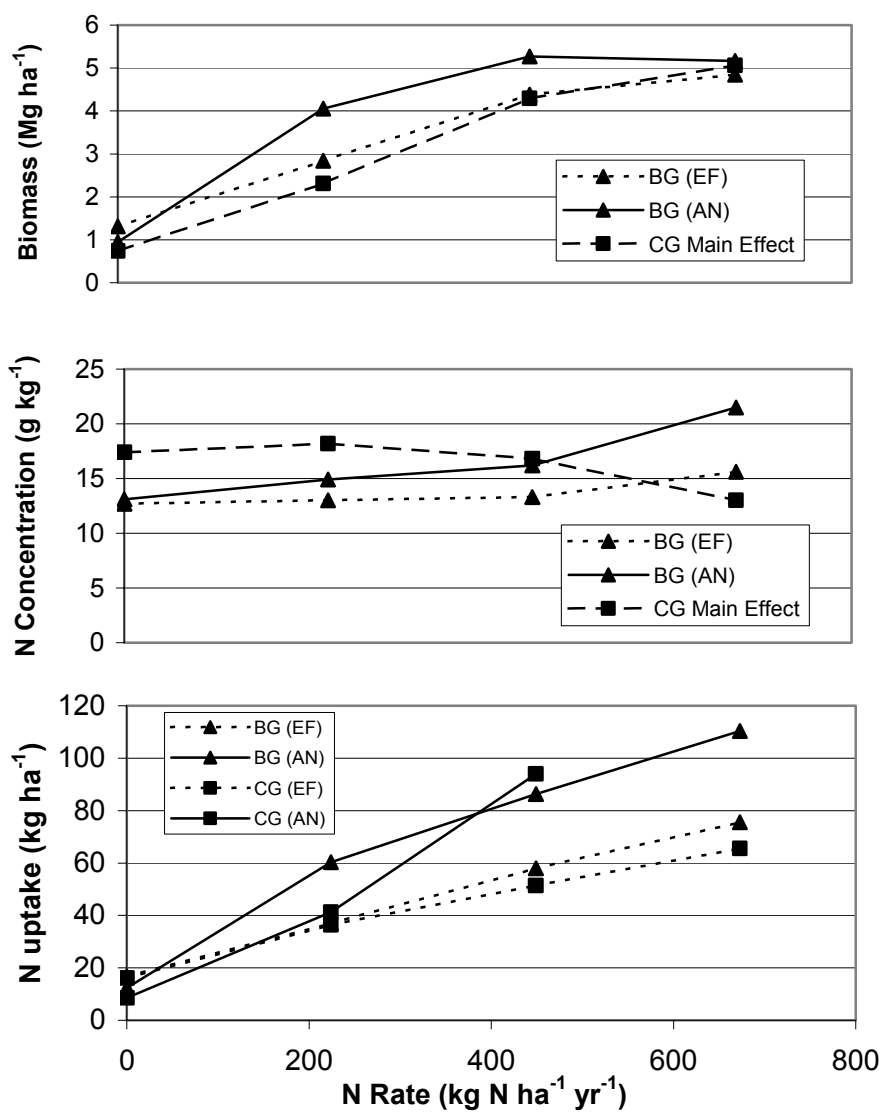 Biomass (Mg ha⁻¹)
6
5
4
3
2
1
0
BG (EF)
BG (AN)
CG Main Effect
N Concentration (g kg⁻¹)
25
20
15
10
5
0
BG (EF)
BG (AN)
CG Main Effect
N uptake (kg ha⁻¹)
120
100
80
60
40
20
0
BG (EF)
BG (AN)
CG (EF)
CG (AN)
0 200 400 600 800
N Rate (kg N ha⁻¹ yr⁻¹)